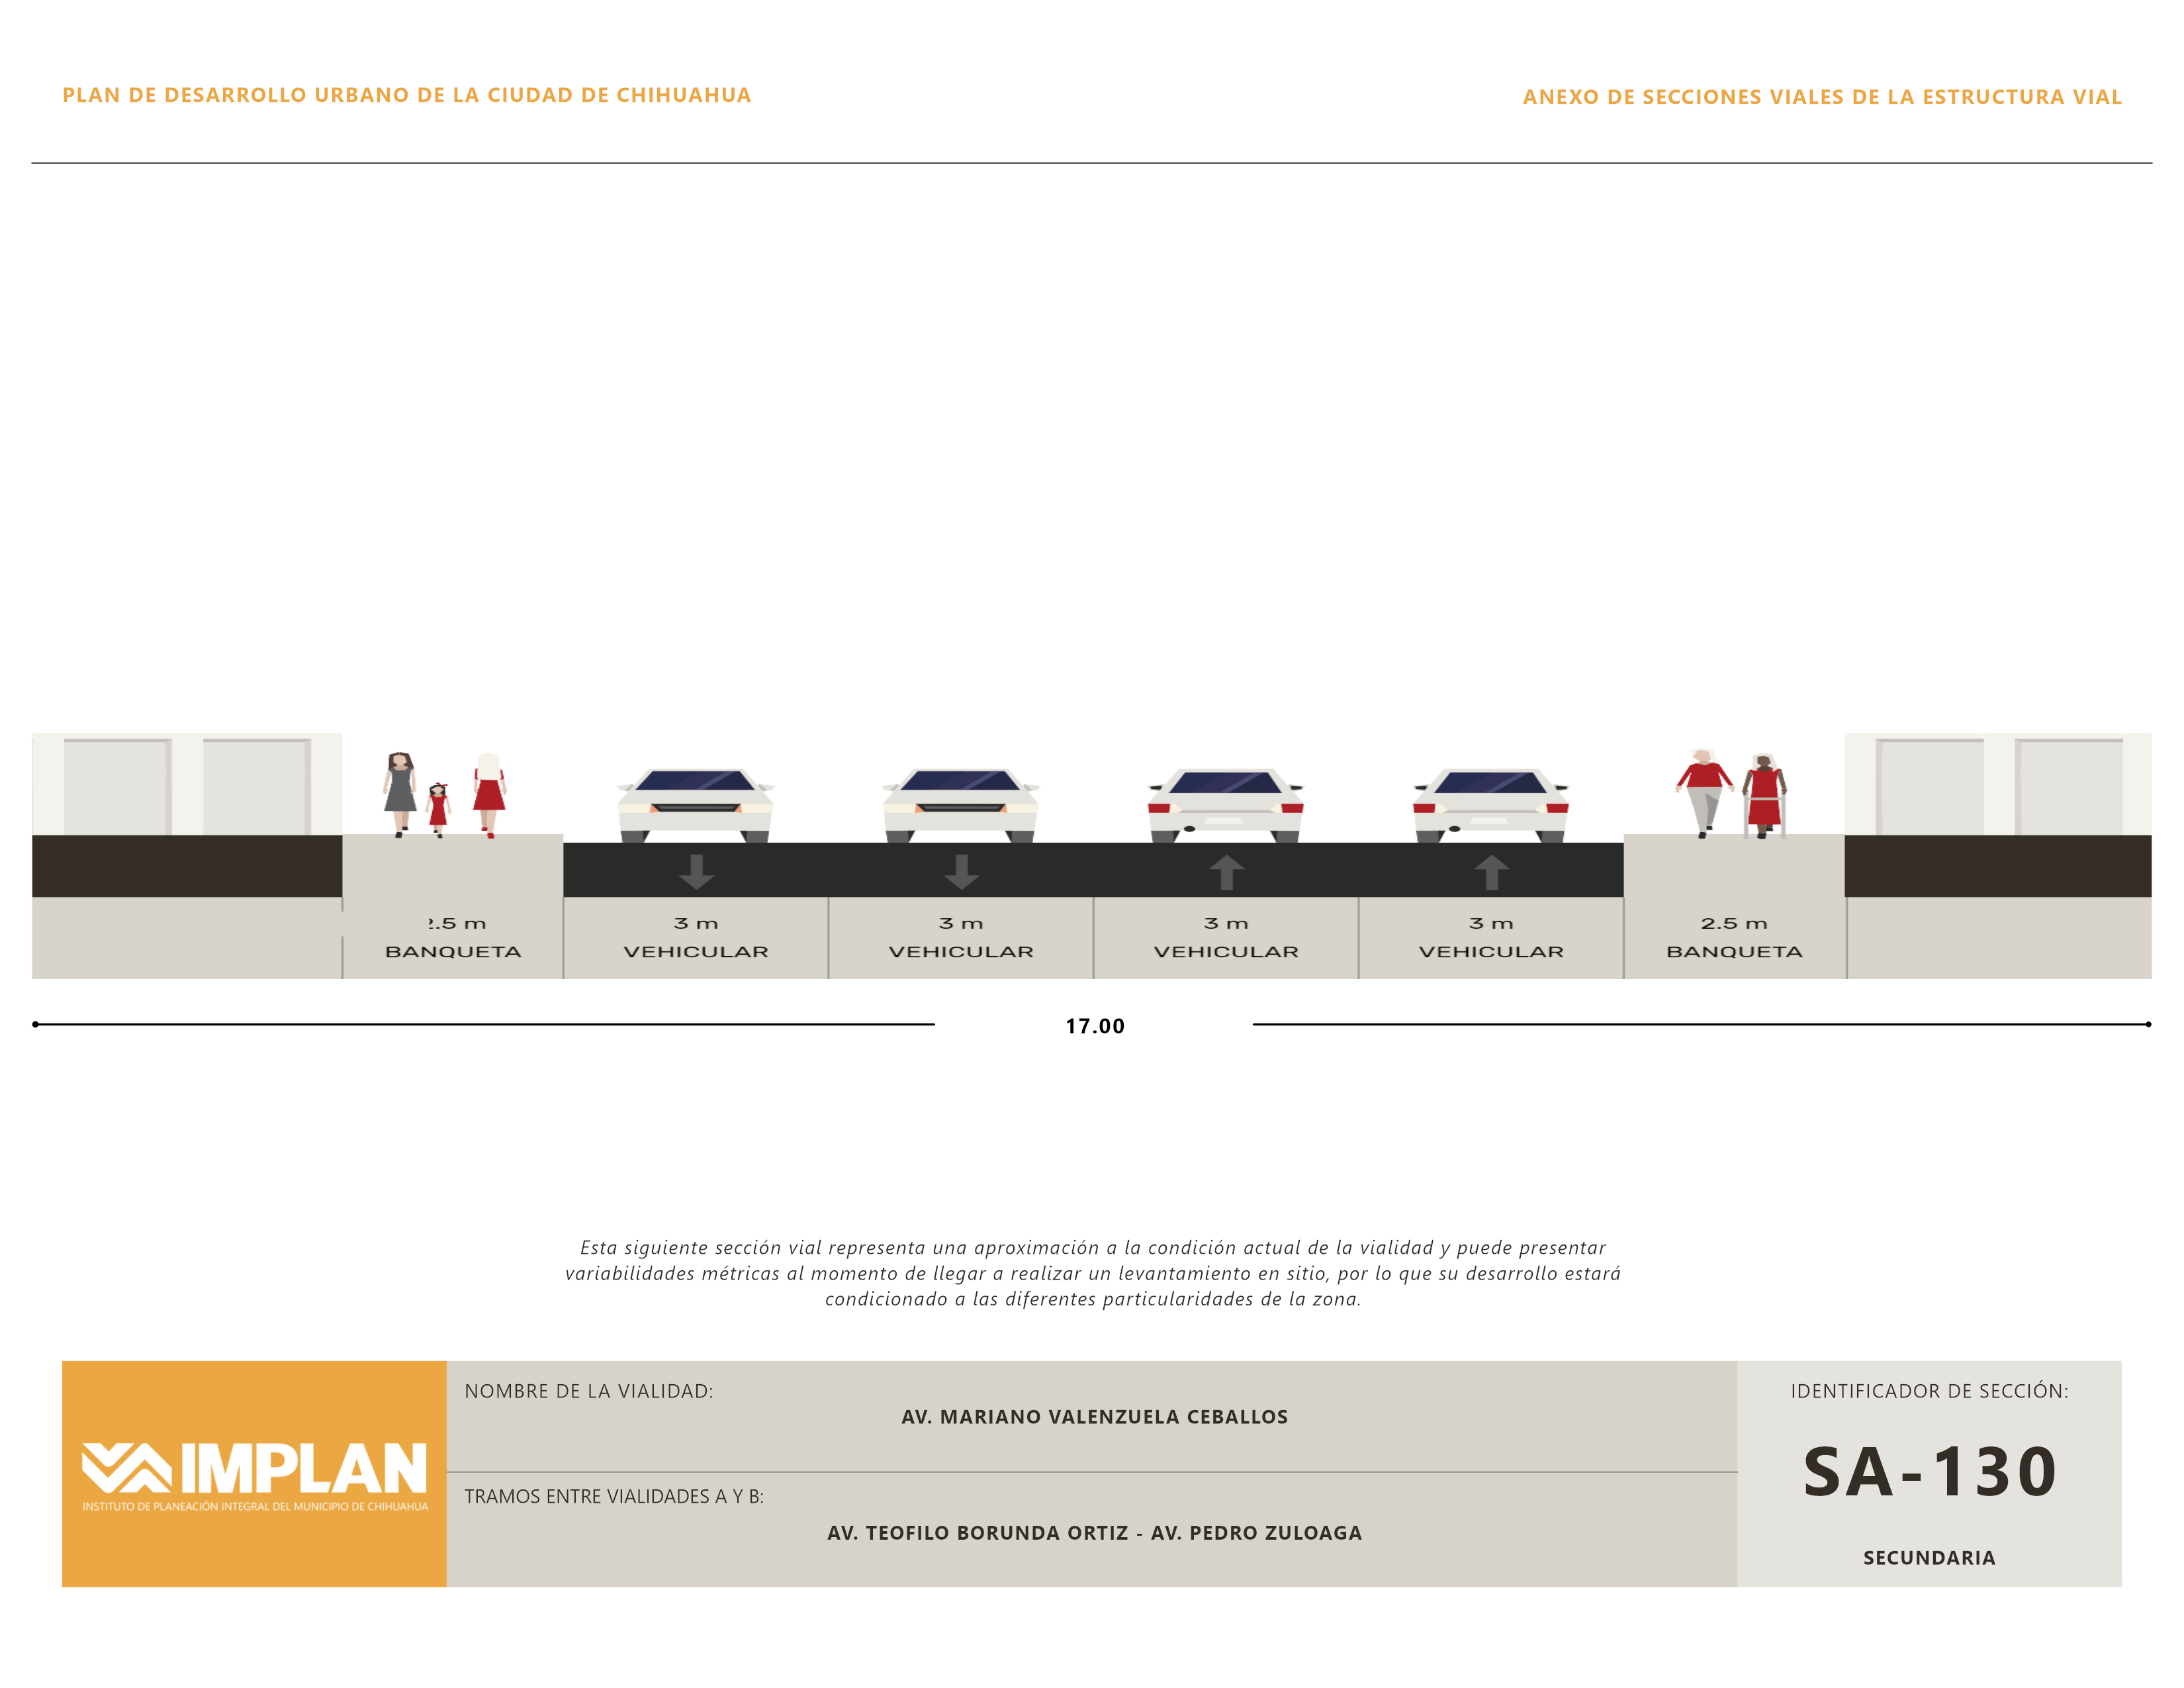 PLAN DE DESARROLLO URBANO DE LA CIUDAD DE CHIHUAHUA
ANEXO DE SECCIONES VIALES DE LA ESTRUCTURA VIAL
2.5 m
BANQUETA
3 m
VEHICULAR
3 m
VEHICULAR
3 m
VEHICULAR
3 m
VEHICULAR
2.5 m
BANQUETA
17.00
Esta siguiente sección vial representa una aproximación a la condición actual de la vialidad y puede presentar
variabilidades métricas al momento de llegar a realizar un levantamiento en sitio, por lo que su desarrollo estará
condicionado a las diferentes particularidades de la zona.
IMPLAN
INSTITUTO DE PLANEACIÓN INTEGRAL DEL MUNICIPIO DE CHIHUAHUA
NOMBRE DE LA VIALIDAD:
AV. MARIANO VALENZUELA CEBALLOS
TRAMOS ENTRE VIALIDADES A Y B:
AV. TEOFILO BORUNDA ORTIZ - AV. PEDRO ZULOAGA
IDENTIFICADOR DE SECCIÓN:
SA-130
SECUNDARIA